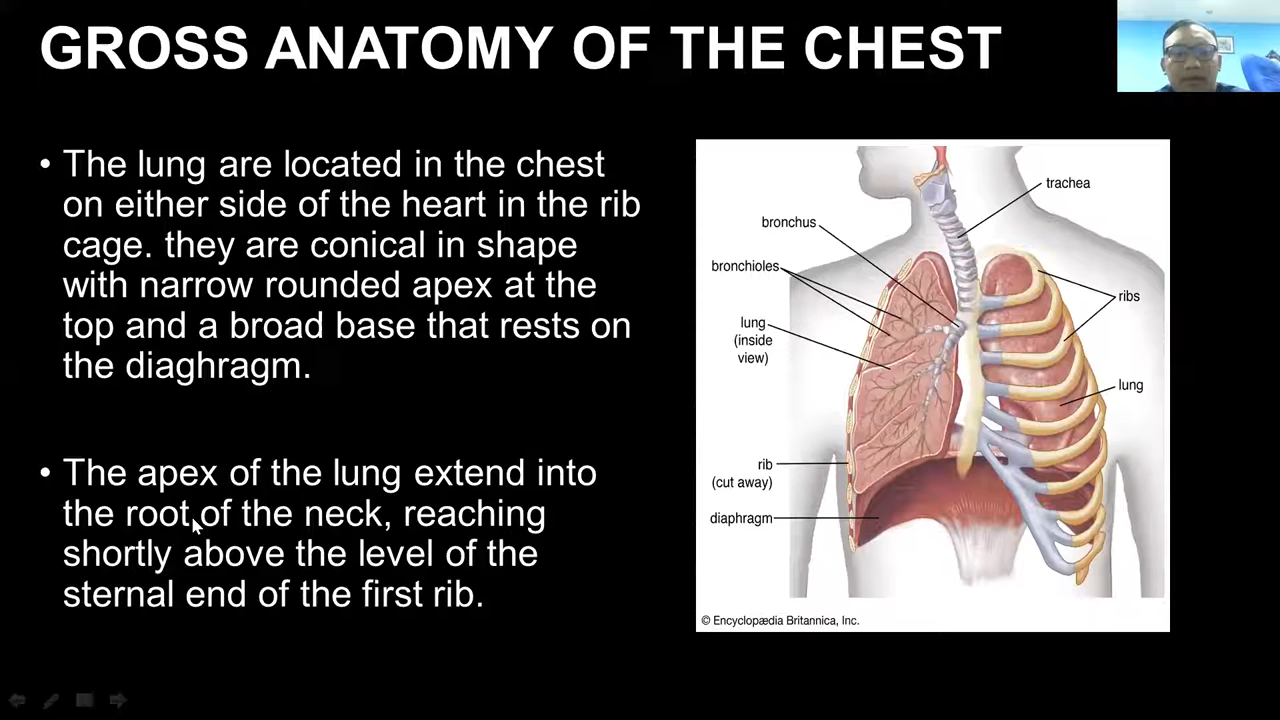 GROSS ANATOMY OF THE CHEST
• The lung are located in the chest
on either side of the heart in the rib
cage. they are conical in shape
with narrow rounded apex at the
top and a broad base that rests on
the diaghragm.
• The apex of the lung extend into
the root of the neck, reaching
shortly above the level of the
sternal end of the first rib.
trachea
bronchus
bronchioles
ribs
lung
(inside
view)
lung
rib
(cut away)
diaphragm
© Encyclopædia Britannica, Inc.